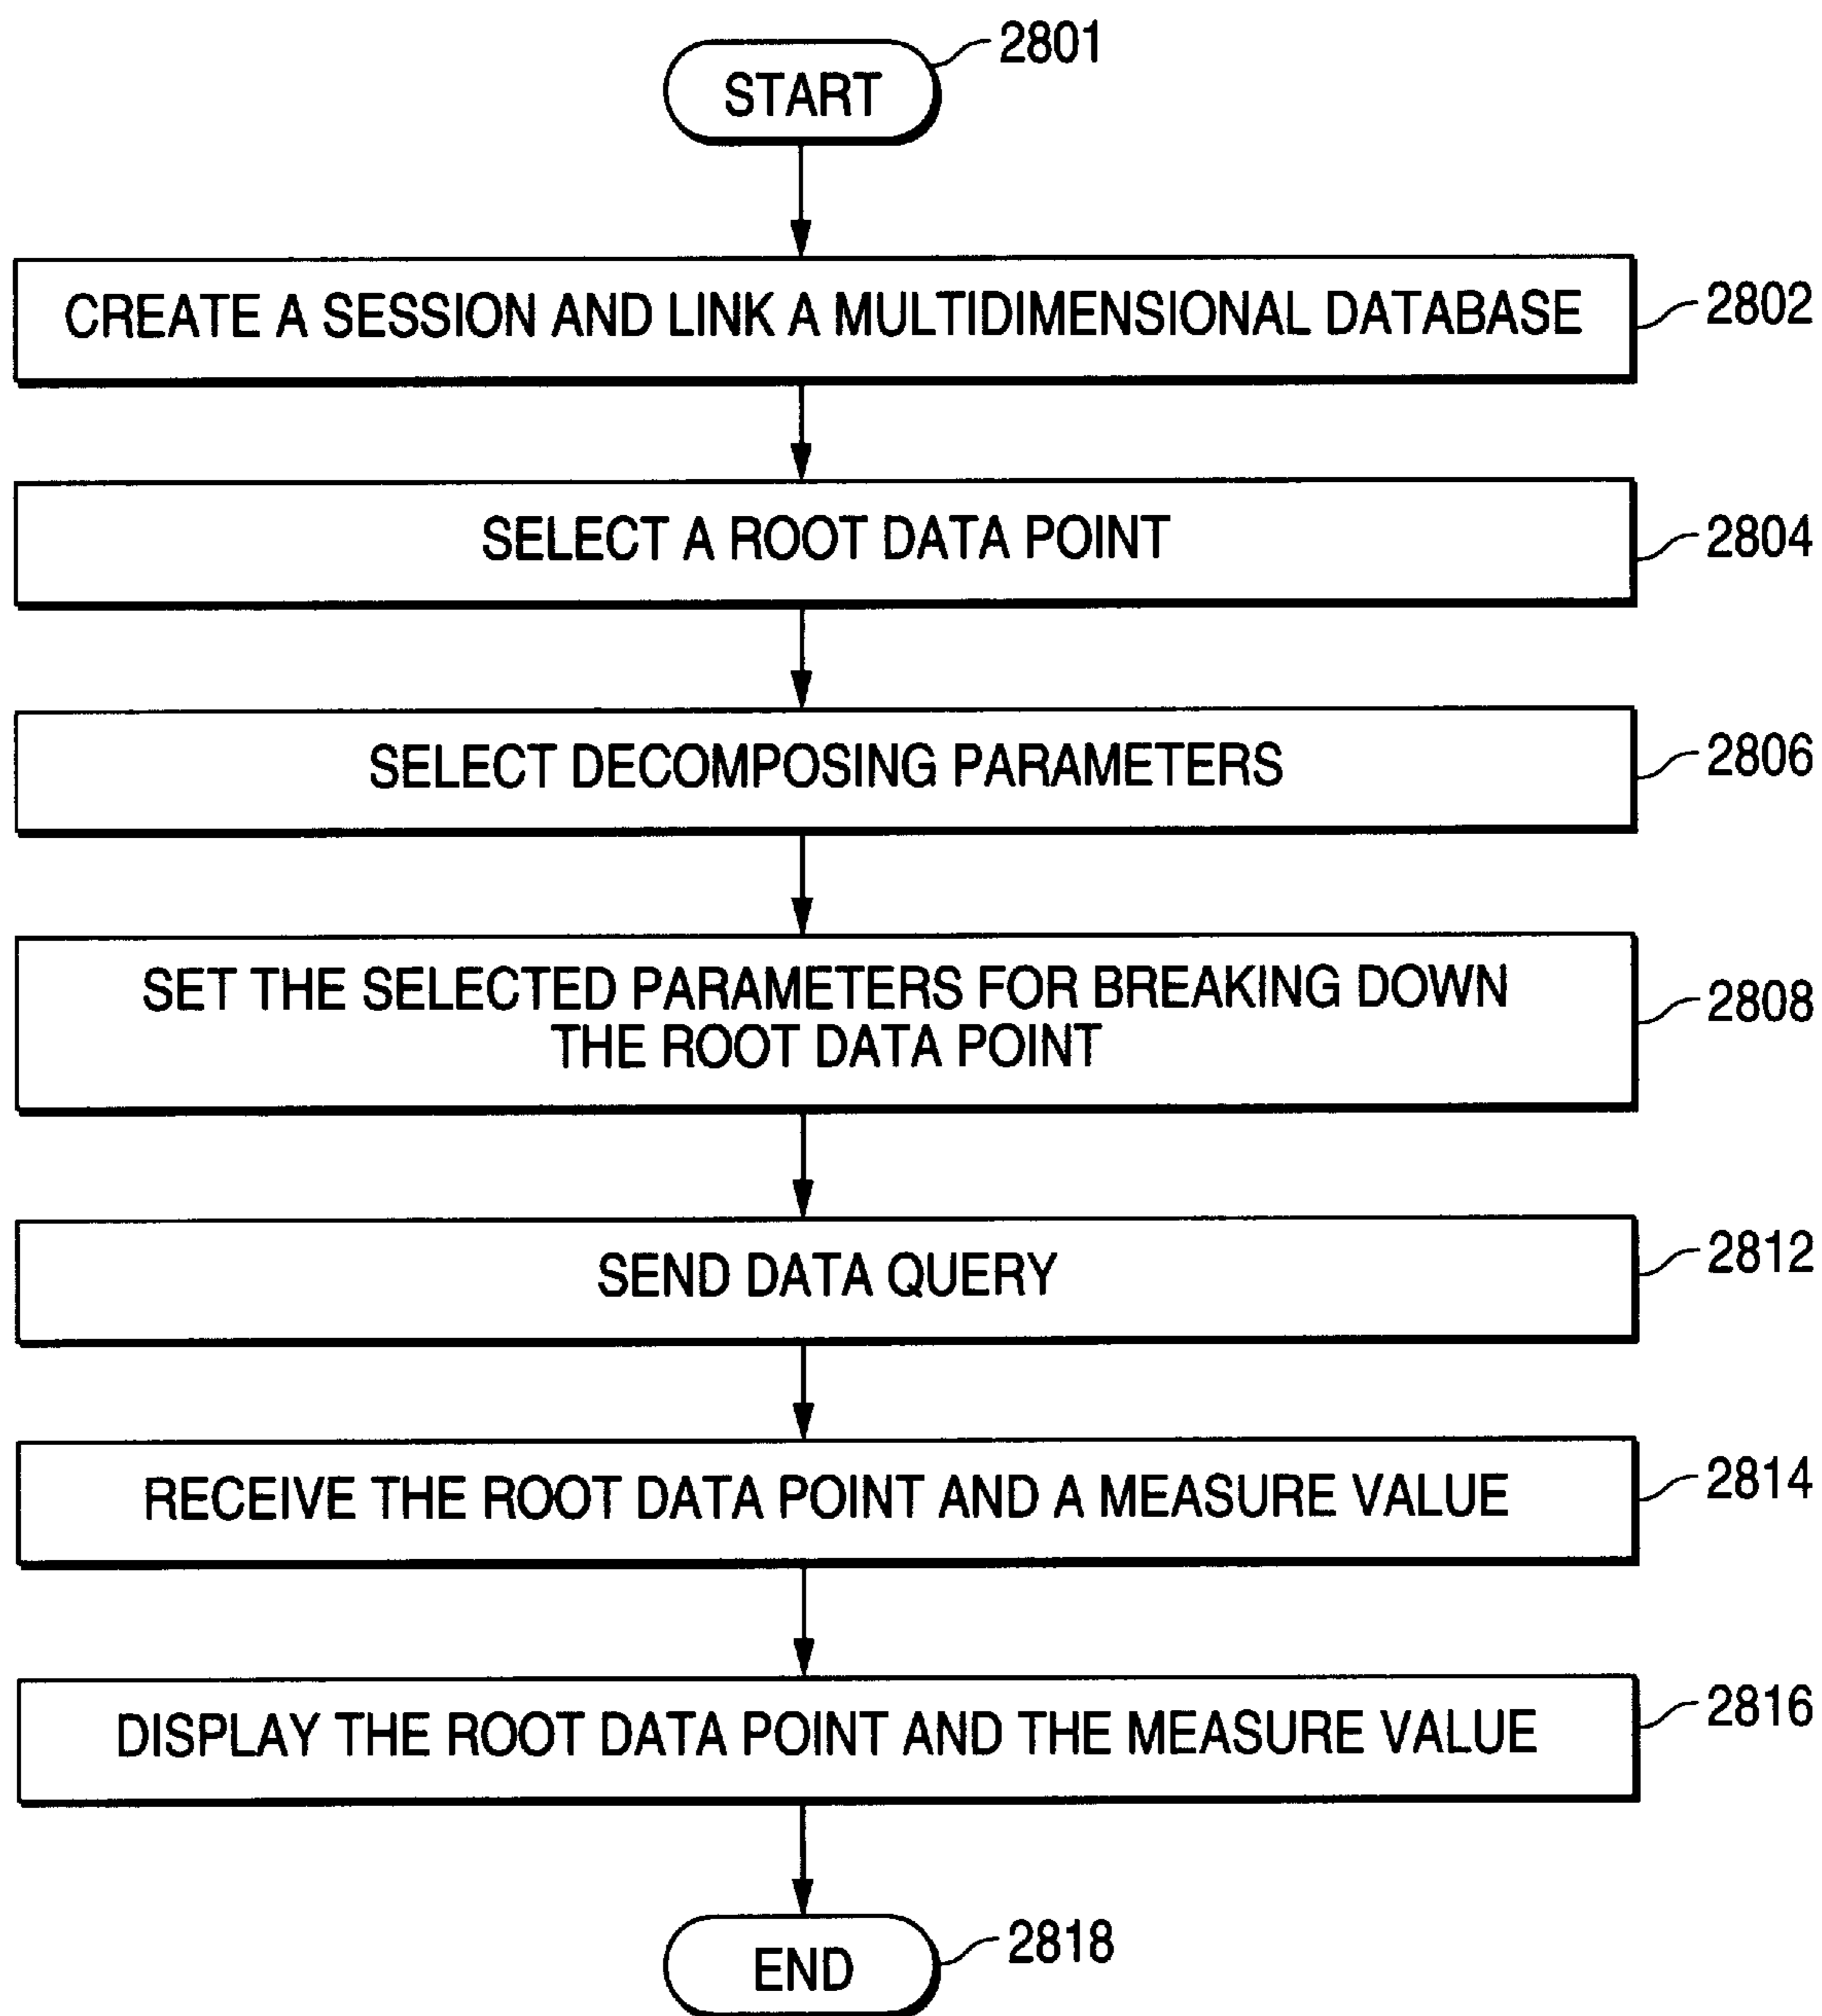 START
2801
CREATE A SESSION AND LINK A MULTIDIMENSIONAL DATABASE
2802
SELECT A ROOT DATA POINT
2804
SELECT DECOMPOSING PARAMETERS
2806
SET THE SELECTED PARAMETERS FOR BREAKING DOWN
THE ROOT DATA POINT
2808
SEND DATA QUERY
2812
RECEIVE THE ROOT DATA POINT AND A MEASURE VALUE
2814
DISPLAY THE ROOT DATA POINT AND THE MEASURE VALUE
2816
END
2818